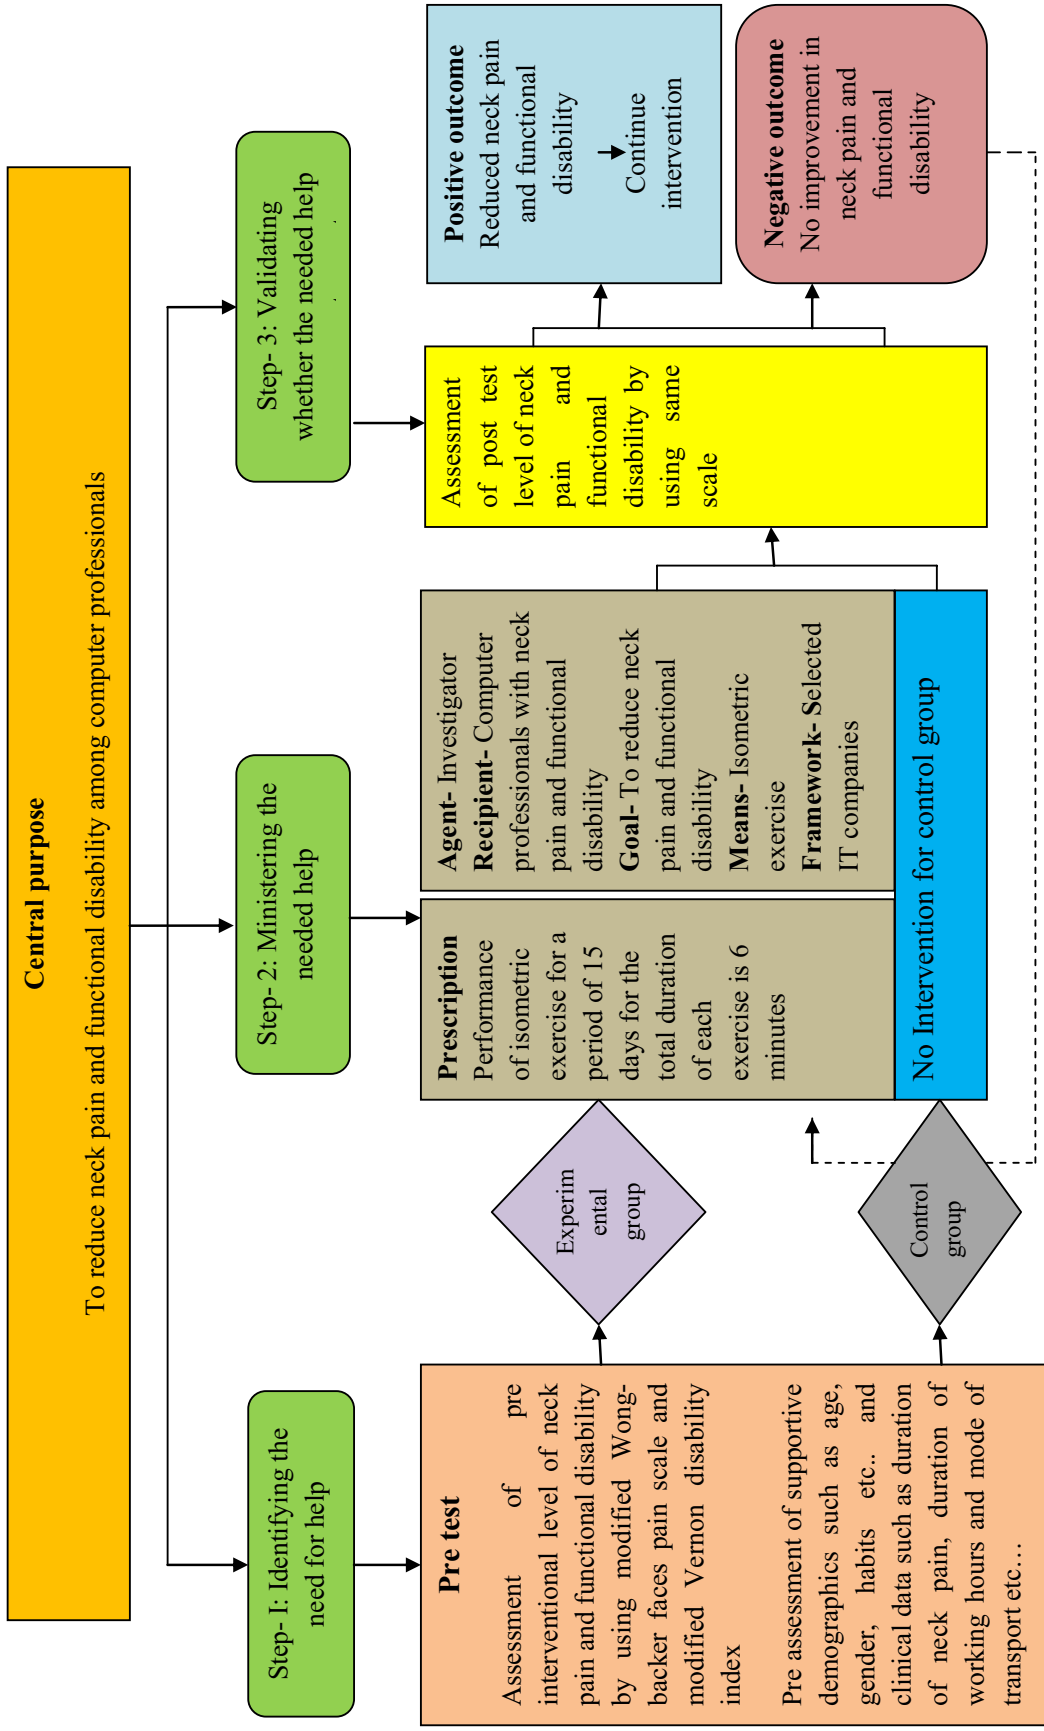 Central purpose
To reduce neck pain and functional disability among computer professionals
Step- I: Identifying the
need for help
Step- 2: Ministering the
needed help
Step- 3: Validating
whether the needed help
.
Pre test
Assessment of pre
interventional level of neck
pain and functional disability
by using modified Wong-
backer faces pain scale and
modified Vernon disability
index
Pre assessment of supportive
demographics such as age,
gender, habits etc.. and
clinical data such as duration
of neck pain, duration of
working hours and mode of
transport etc…
Experim
ental
group
Control
group
Prescription
Performance
of isometric
exercise for a
period of 15
days for the
total duration
of each
exercise is 6
minutes
Agent- Investigator
Recipient- Computer
professionals with neck
pain and functional
disability
Goal- To reduce neck
pain and functional
disability
Means- Isometric
exercise
Framework- Selected
IT companies
No Intervention for control group
Assessment
of post test
level of neck
pain and
functional
disability by
using same
scale
Positive outcome
Reduced neck pain
and functional
disability
Continue
intervention
Negative outcome
No improvement in
neck pain and
functional
disability